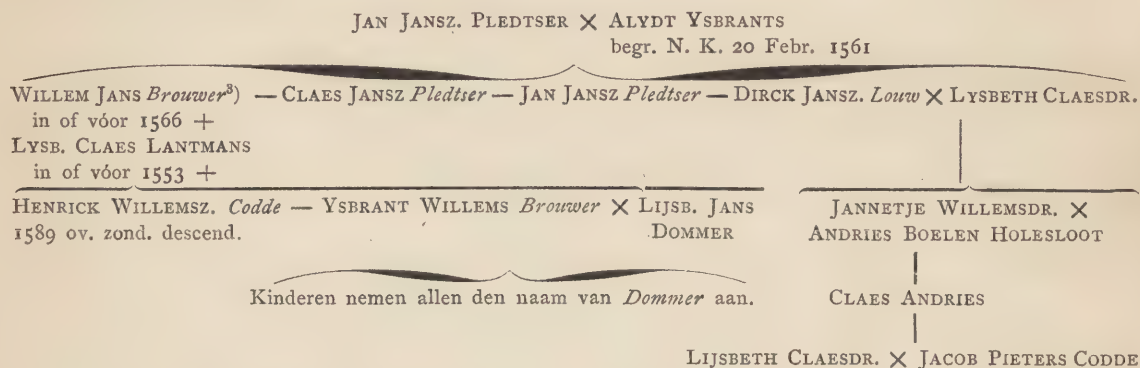 JAN JANSZ. PLEDTSER × ALYDT YSBRANTS
begr. N. K. 20 Febr. 1561
WILLEM JANS Brouwer³) — CLAES JANSZ Pledtser — JAN JANSZ Pledtser — DIRCK JANSZ. Louw × LYSBETH CLAESDR.
in of vóor 1566 +
LYSB. CLAES LANTMANS
in of vóor 1553 +
HENRICK WILLEMSZ. Codde — YSBRANT WILLEMS Brouwer × LIJSB. JANS
1589 ov. zond. descend.
DOMMER
JANNETJE WILLEMSDR. ×
ANDRIES BOELEN HOLESLOOT
Kinderen nemen allen den naam van Dommer aan.
CLAES ANDRIES
LIJSBETH CLAESDR. × JACOB PIETERS CODDE